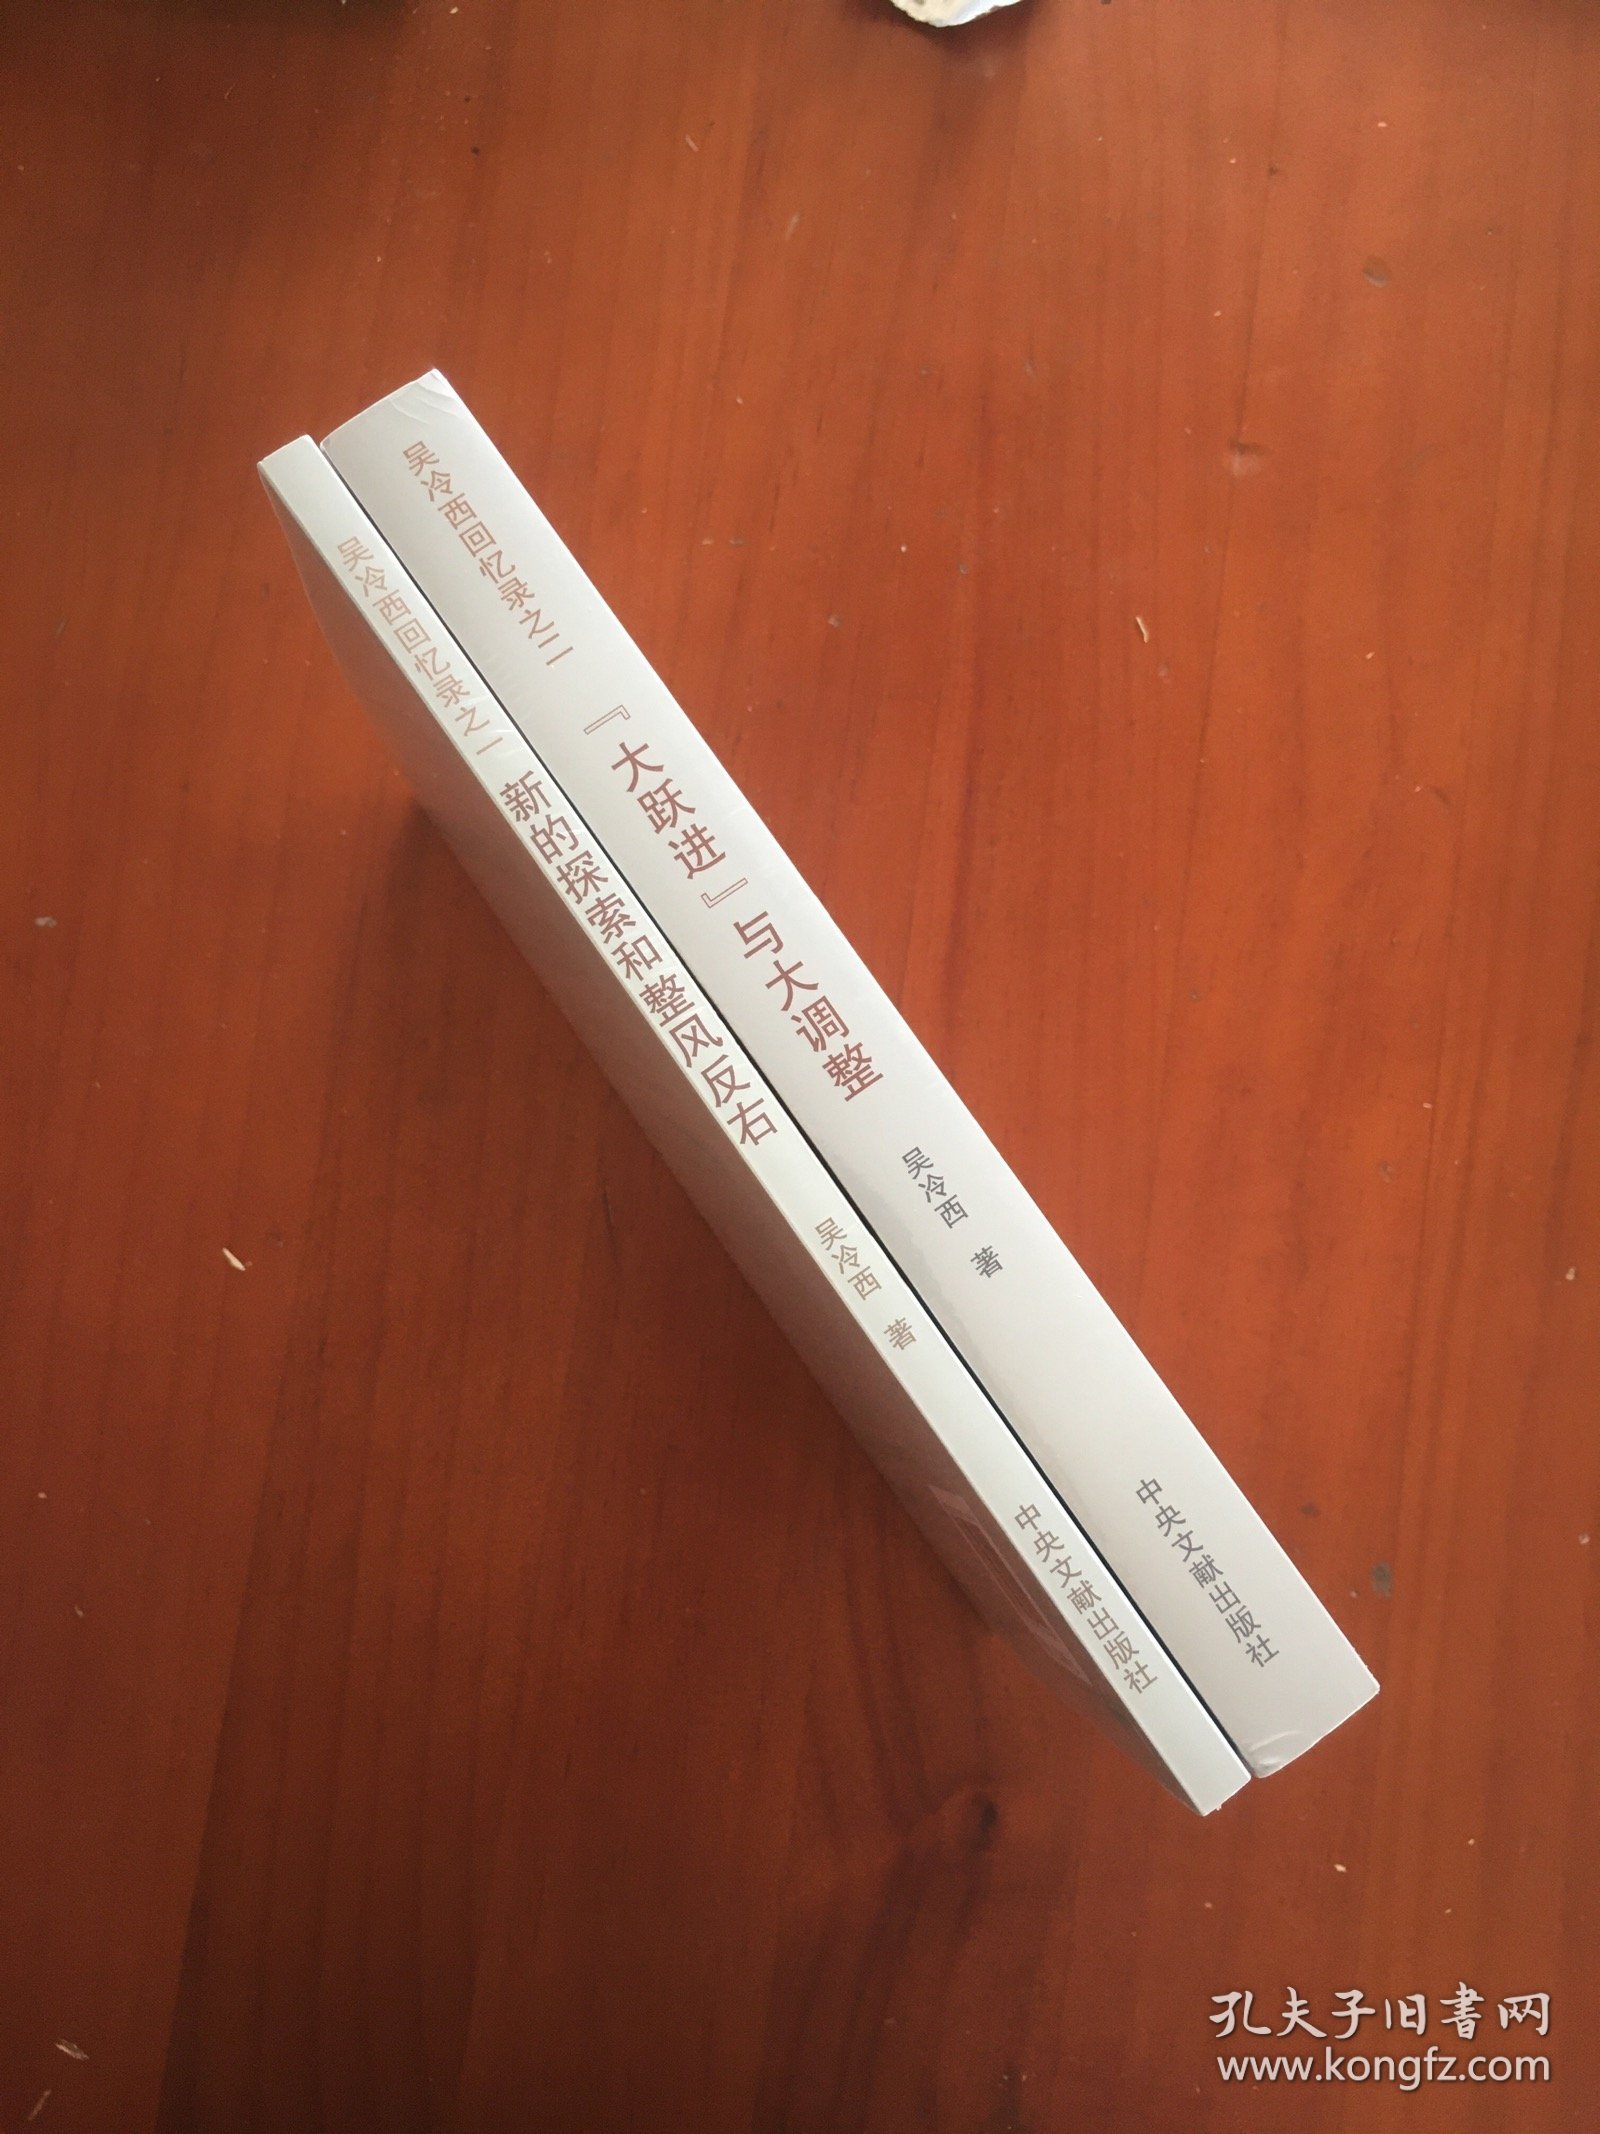 吴冷西回忆录之一 新的探索和整风反右 吴冷西 著 中央文献出版社
吴冷西回忆录之二 『大跃进』与大调整 吴冷西 著 中央文献出版社
孔夫子旧書网
www.kongfz.com